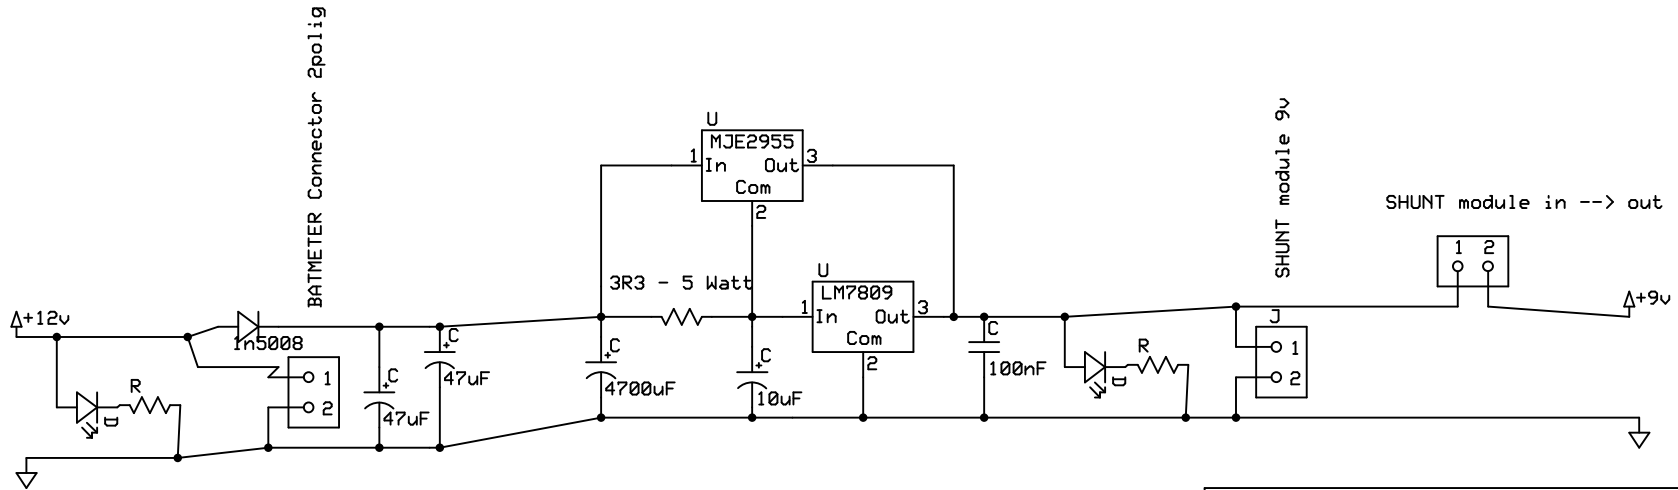 BATMETER Connector 2polig
SHUNT module 9v
SHUNT module in --> out
U
MJE2955
1
In
Out
3
Com
2
3R3 - 5 Watt
U
LM7809
1
In
Out
3
Com
2
+12v
1n5008
R
D
1
2
C
+
47uF
C
+
47uF
C
+
4700uF
C
+
10uF
C
100nF
D
R
J
1
2
1 2
+9v